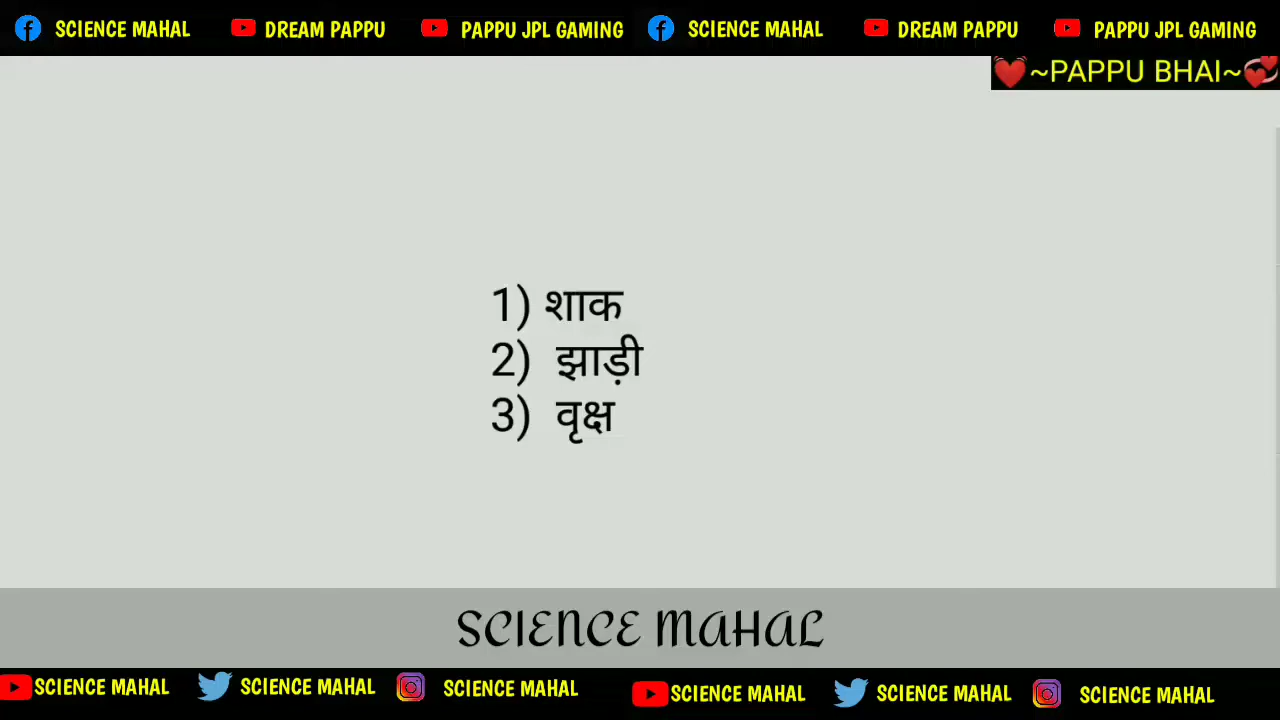 SCIENCE MAHAL DREAM PAPPU PAPPU JPL GAMING SCIENCE MAHAL DREAM PAPPU PAPPU JPL GAMING
❤️~PAPPU BHAI~💞
1) शाक
2) झाड़ी
3) वृक्ष
SCIENCE MAHAL
SCIENCE MAHAL SCIENCE MAHAL SCIENCE MAHAL SCIENCE MAHAL SCIENCE MAHAL SCIENCE MAHAL